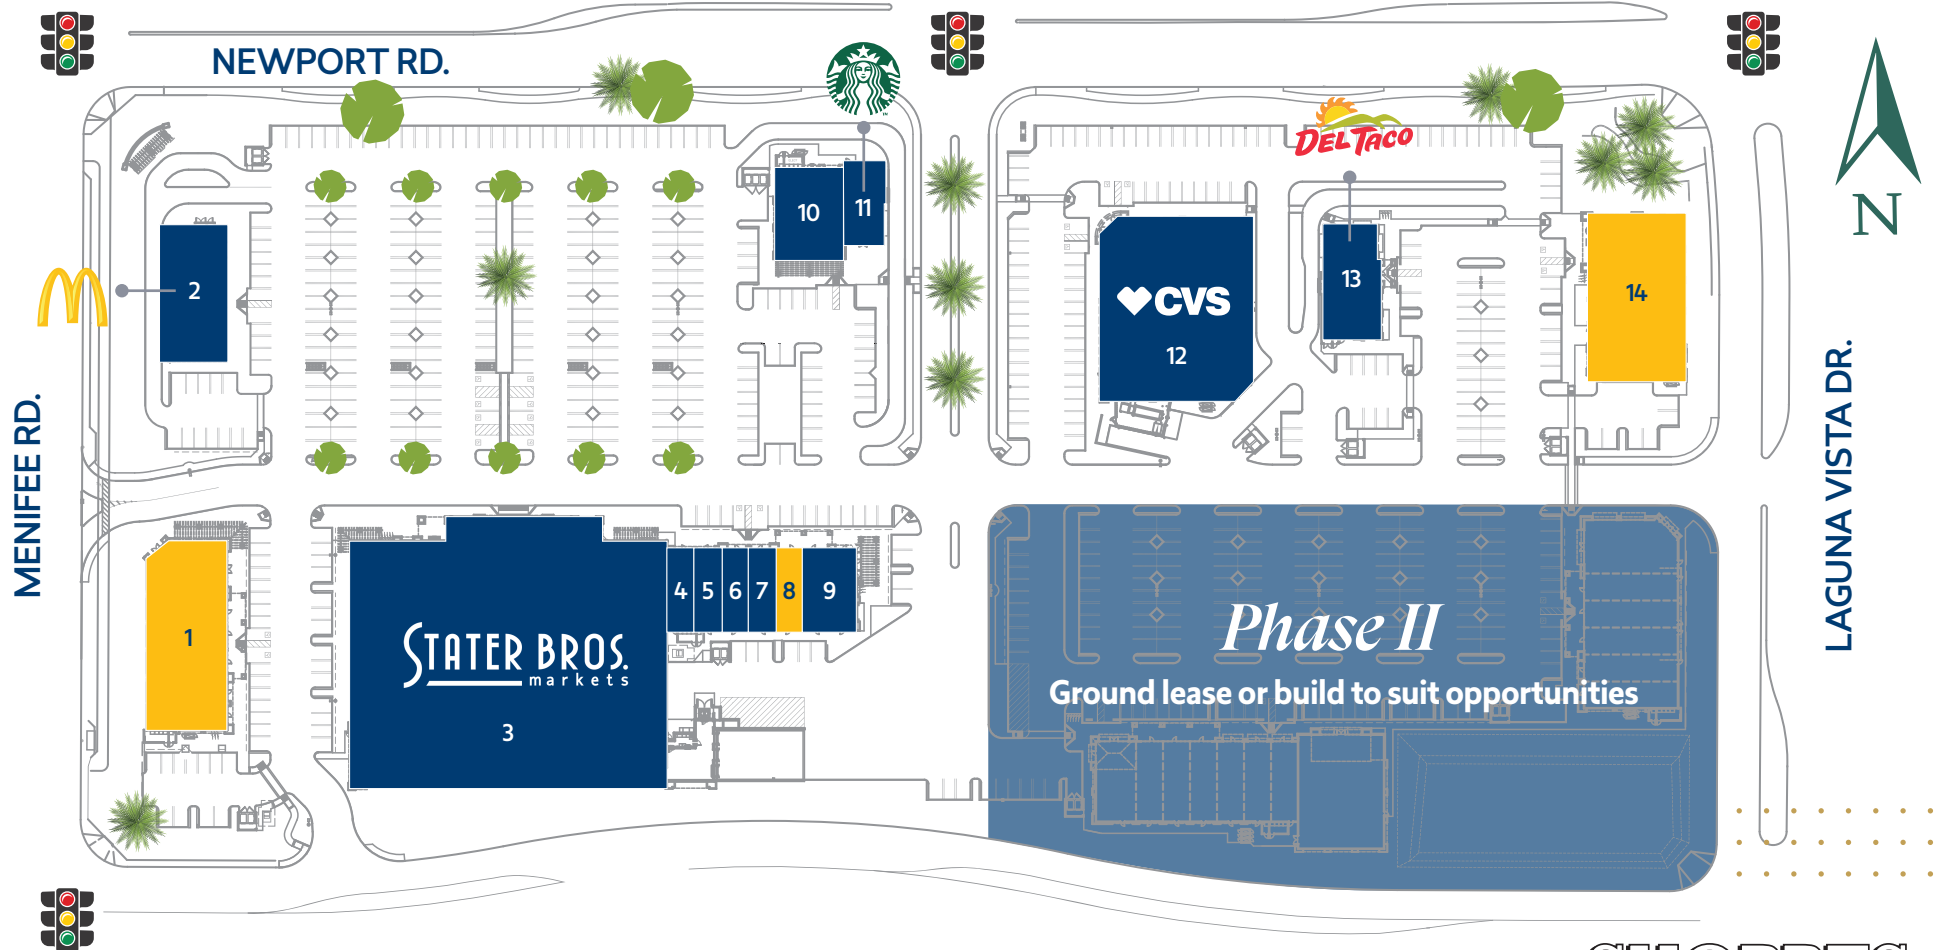 NEWPORT RD.
DEL TACO
N
10
11
2
13
14
CVS
12
MENIFEE RD.
LAGUNA VISTA DR.
1
STATER BROS.
markets
3
4
5
6
7
8
9
Phase II
Ground lease or build to suit opportunities